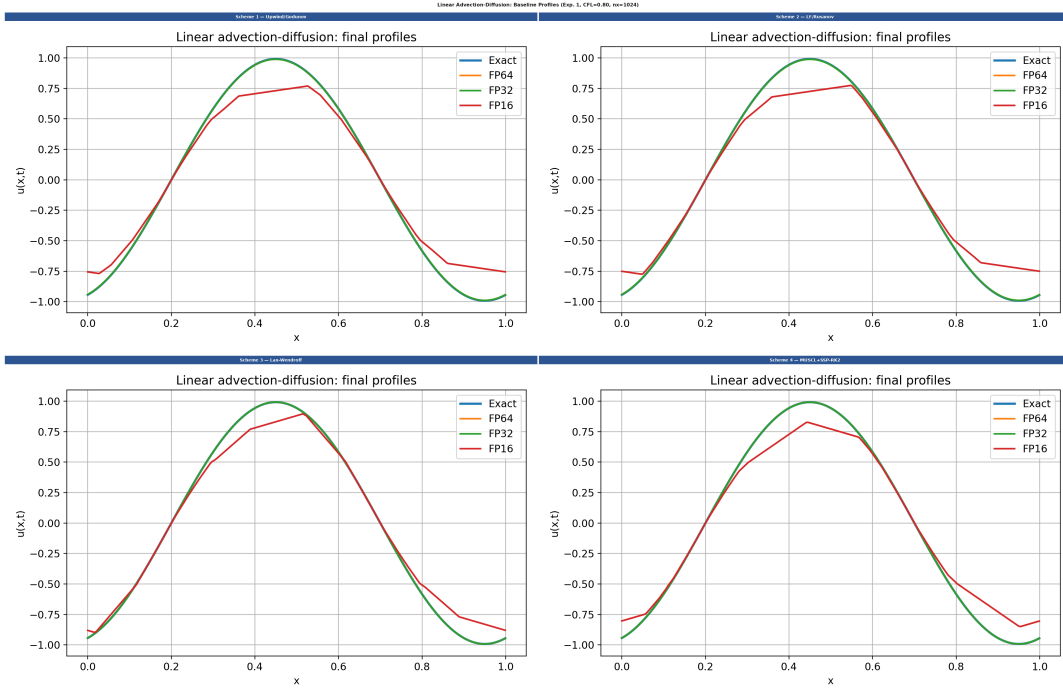 Linear Advection-Diffusion: Baseline Profiles (Exp. 1, CFL=0.80, nx=1024)
Scheme 1 — Upwind/Godunov
Linear advection-diffusion: final profiles
Exact
FP64
FP32
FP16
1.00
0.75
0.50
0.25
0.00
−0.25
−0.50
−0.75
−1.00
u(x,t)
0.0 0.2 0.4 0.6 0.8 1.0
x
Scheme 2 — LF/Rusanov
Linear advection-diffusion: final profiles
Exact
FP64
FP32
FP16
1.00
0.75
0.50
0.25
0.00
−0.25
−0.50
−0.75
−1.00
u(x,t)
0.0 0.2 0.4 0.6 0.8 1.0
x
Scheme 3 — Lax-Wendroff
Linear advection-diffusion: final profiles
Exact
FP64
FP32
FP16
1.00
0.75
0.50
0.25
0.00
−0.25
−0.50
−0.75
−1.00
u(x,t)
0.0 0.2 0.4 0.6 0.8 1.0
x
Scheme 4 — MUSCL+SSP-RK2
Linear advection-diffusion: final profiles
Exact
FP64
FP32
FP16
1.00
0.75
0.50
0.25
0.00
−0.25
−0.50
−0.75
−1.00
u(x,t)
0.0 0.2 0.4 0.6 0.8 1.0
x